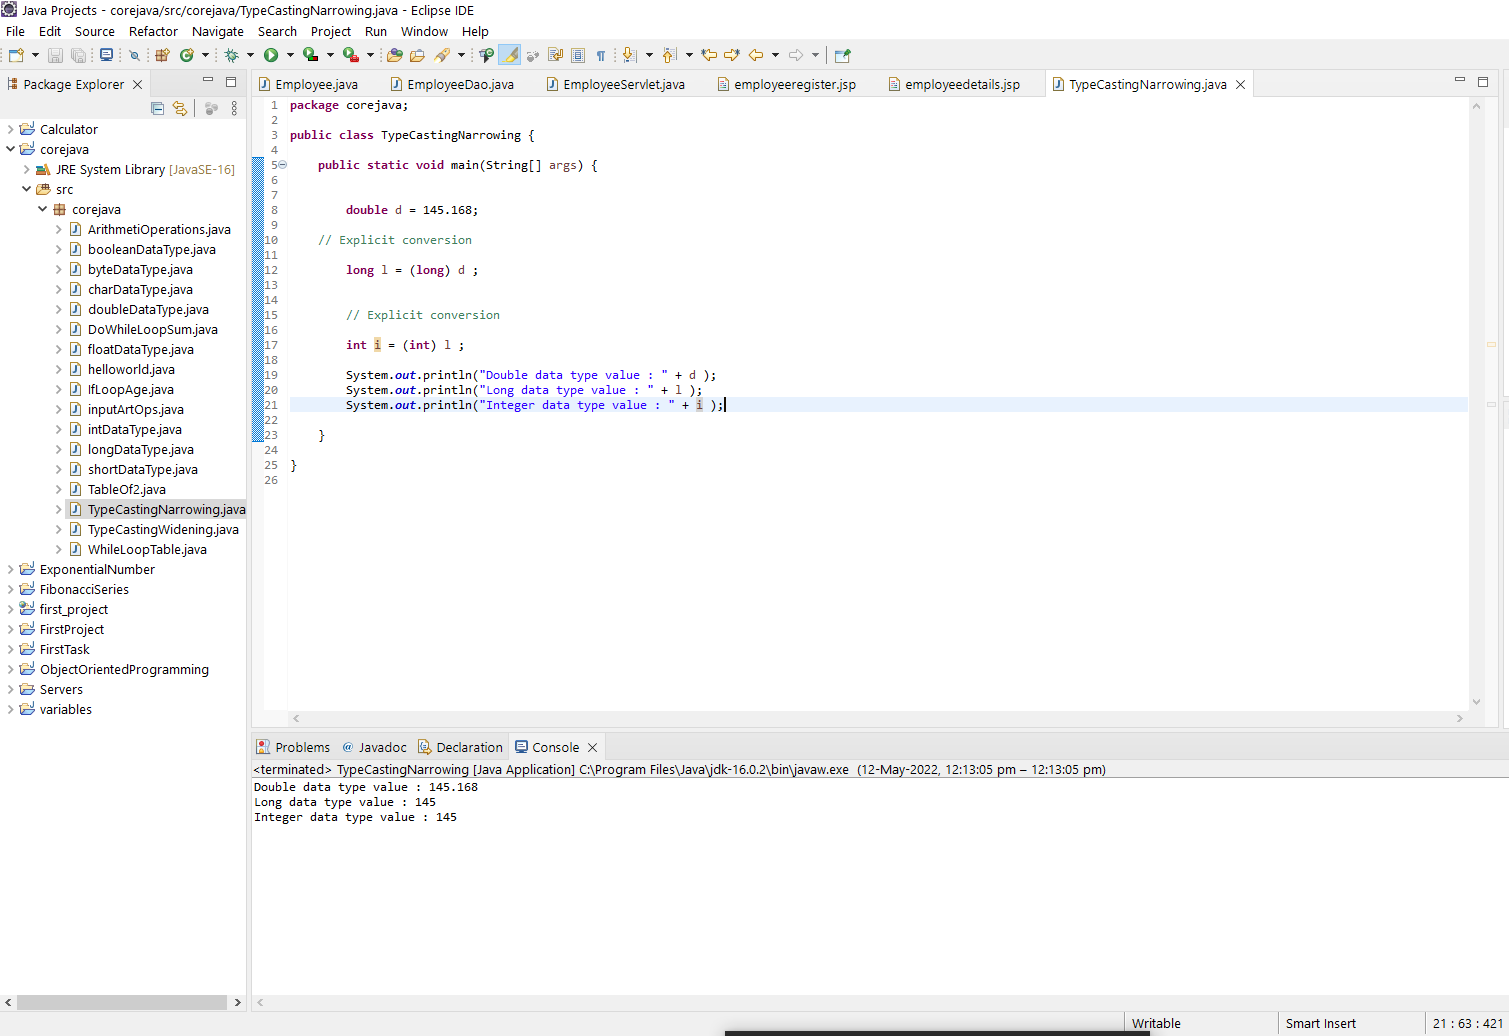 Java Projects - corejava/src/corejava/TypeCastingNarrowing.java - Eclipse IDE
File Edit Source Refactor Navigate Search Project Run Window Help
Package Explorer
Calculator
corejava
JRE System Library [JavaSE-16]
src
corejava
ArithmetiOperations.java
booleanDataType.java
byteDataType.java
charDataType.java
doubleDataType.java
DoWhileLoopSum.java
floatDataType.java
helloworld.java
IfLoopAge.java
inputArtOps.java
intDataType.java
longDataType.java
shortDataType.java
TableOf2.java
TypeCastingNarrowing.java
TypeCastingWidening.java
WhileLoopTable.java
ExponentialNumber
FibonacciSeries
first_project
FirstProject
FirstTask
ObjectOrientedProgramming
Servers
variables
Employee.java EmployeeDao.java EmployeeServlet.java employeeregister.jsp employeedetails.jsp TypeCastingNarrowing.java
1 package corejava;
2
3 public class TypeCastingNarrowing {
4
5 public static void main(String[] args) {
6
7
8 double d = 145.168;
9
10 // Explicit conversion
11
12 long l = (long) d ;
13
14
15 // Explicit conversion
16
17 int i = (int) l ;
18
19 System.out.println("Double data type value : " + d );
20 System.out.println("Long data type value : " + l );
21 System.out.println("Integer data type value : " + i );
22
23 }
24
25 }
26
Problems @ Javadoc Declaration Console
<terminated> TypeCastingNarrowing [Java Application] C:\Program Files\Java\jdk-16.0.2\bin\javaw.exe (12-May-2022, 12:13:05 pm – 12:13:05 pm)
Double data type value : 145.168
Long data type value : 145
Integer data type value : 145
Writable Smart Insert 21 : 63 : 421